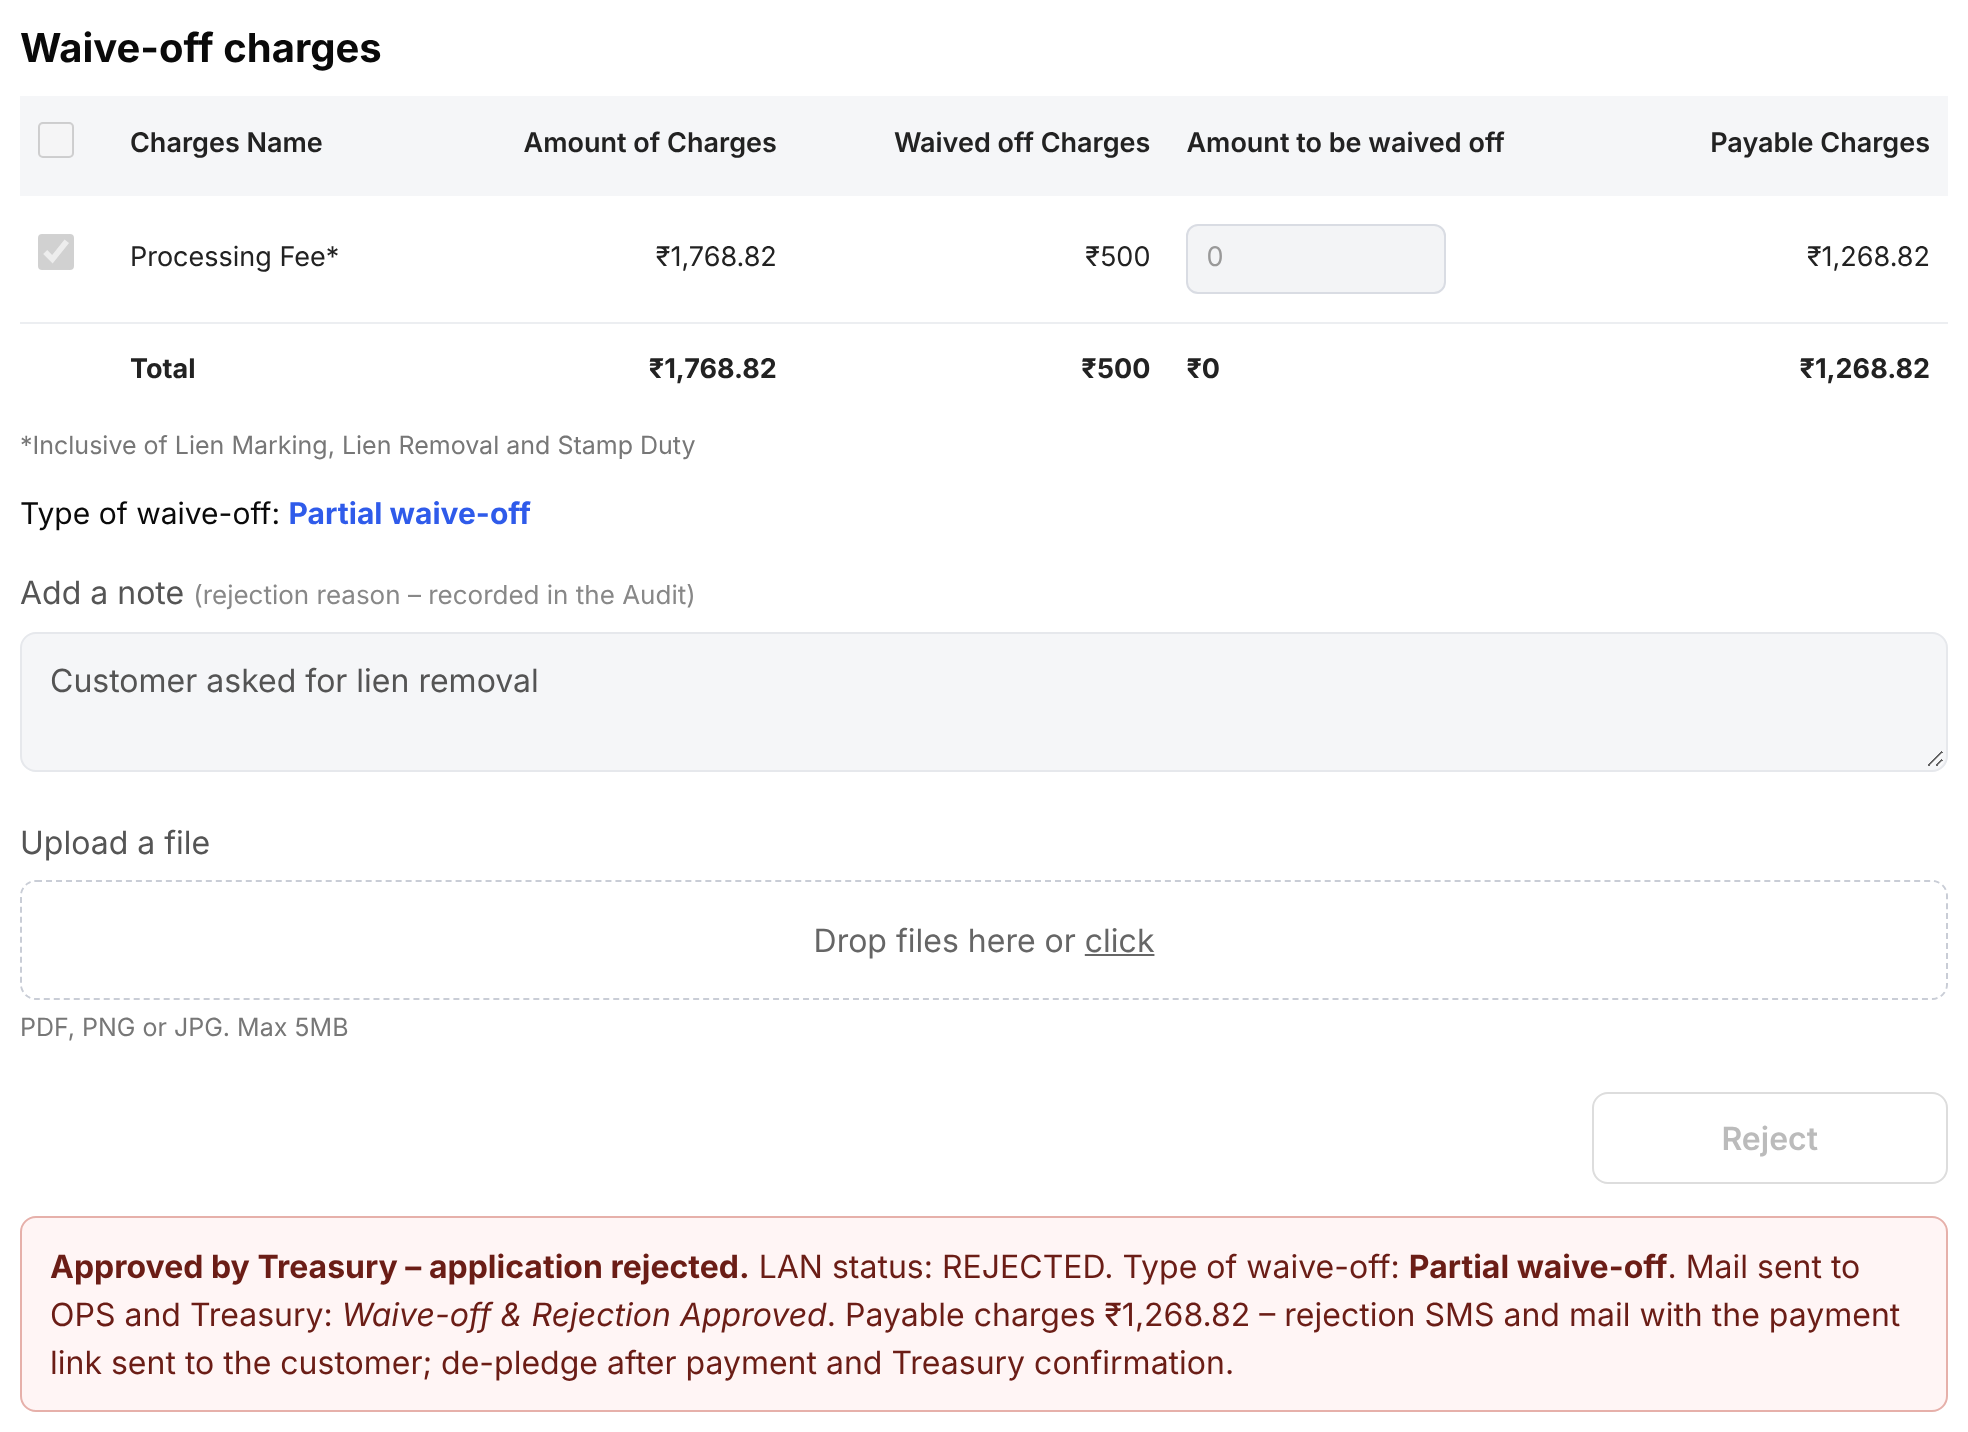 Waive-off charges
Charges Name Amount of Charges Waived off Charges Amount to be waived off Payable Charges
Processing Fee* ₹1,768.82 ₹500 0 ₹1,268.82
Total ₹1,768.82 ₹500 ₹0 ₹1,268.82
*Inclusive of Lien Marking, Lien Removal and Stamp Duty
Type of waive-off: Partial waive-off
Add a note (rejection reason – recorded in the Audit)
Customer asked for lien removal
Upload a file
Drop files here or click
PDF, PNG or JPG. Max 5MB
Reject
Approved by Treasury – application rejected. LAN status: REJECTED. Type of waive-off: Partial waive-off. Mail sent to
OPS and Treasury: Waive-off & Rejection Approved. Payable charges ₹1,268.82 – rejection SMS and mail with the payment
link sent to the customer; de-pledge after payment and Treasury confirmation.